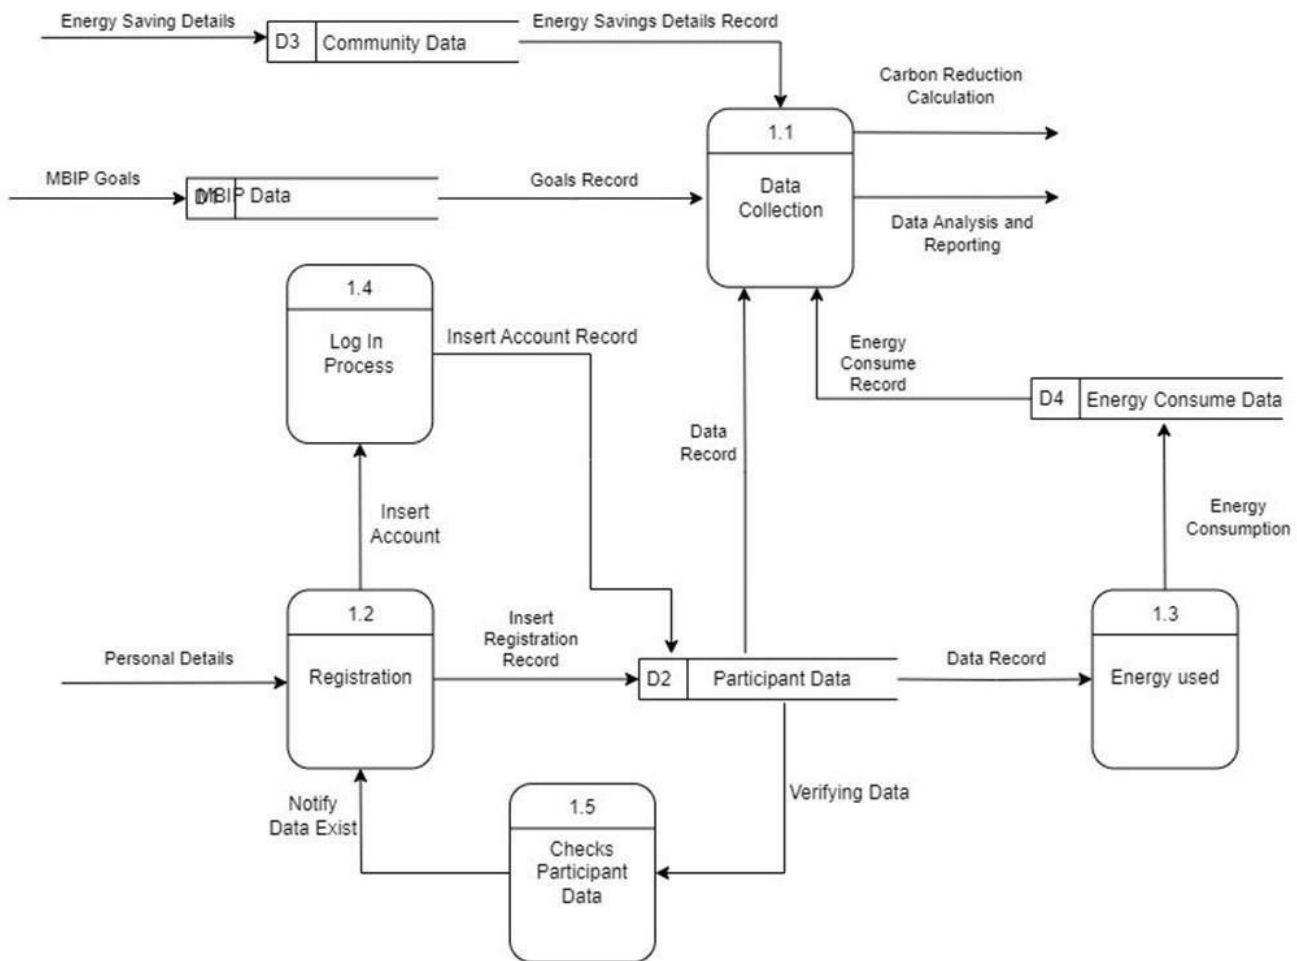 Energy Saving Details
Energy Savings Details Record
D3
Community Data
Carbon Reduction
Calculation
1.1
Data
Collection
MBIP Goals
D1
MBIP Data
Goals Record
Data Analysis and
Reporting
1.4
Log In
Process
Insert Account Record
Energy
Consume
Record
D4
Energy Consume Data
Data
Record
Insert
Account
Energy
Consumption
1.2
Registration
Personal Details
Insert
Registration
Record
D2
Participant Data
Data Record
1.3
Energy used
Notify
Data Exist
1.5
Checks
Participant
Data
Verifying Data